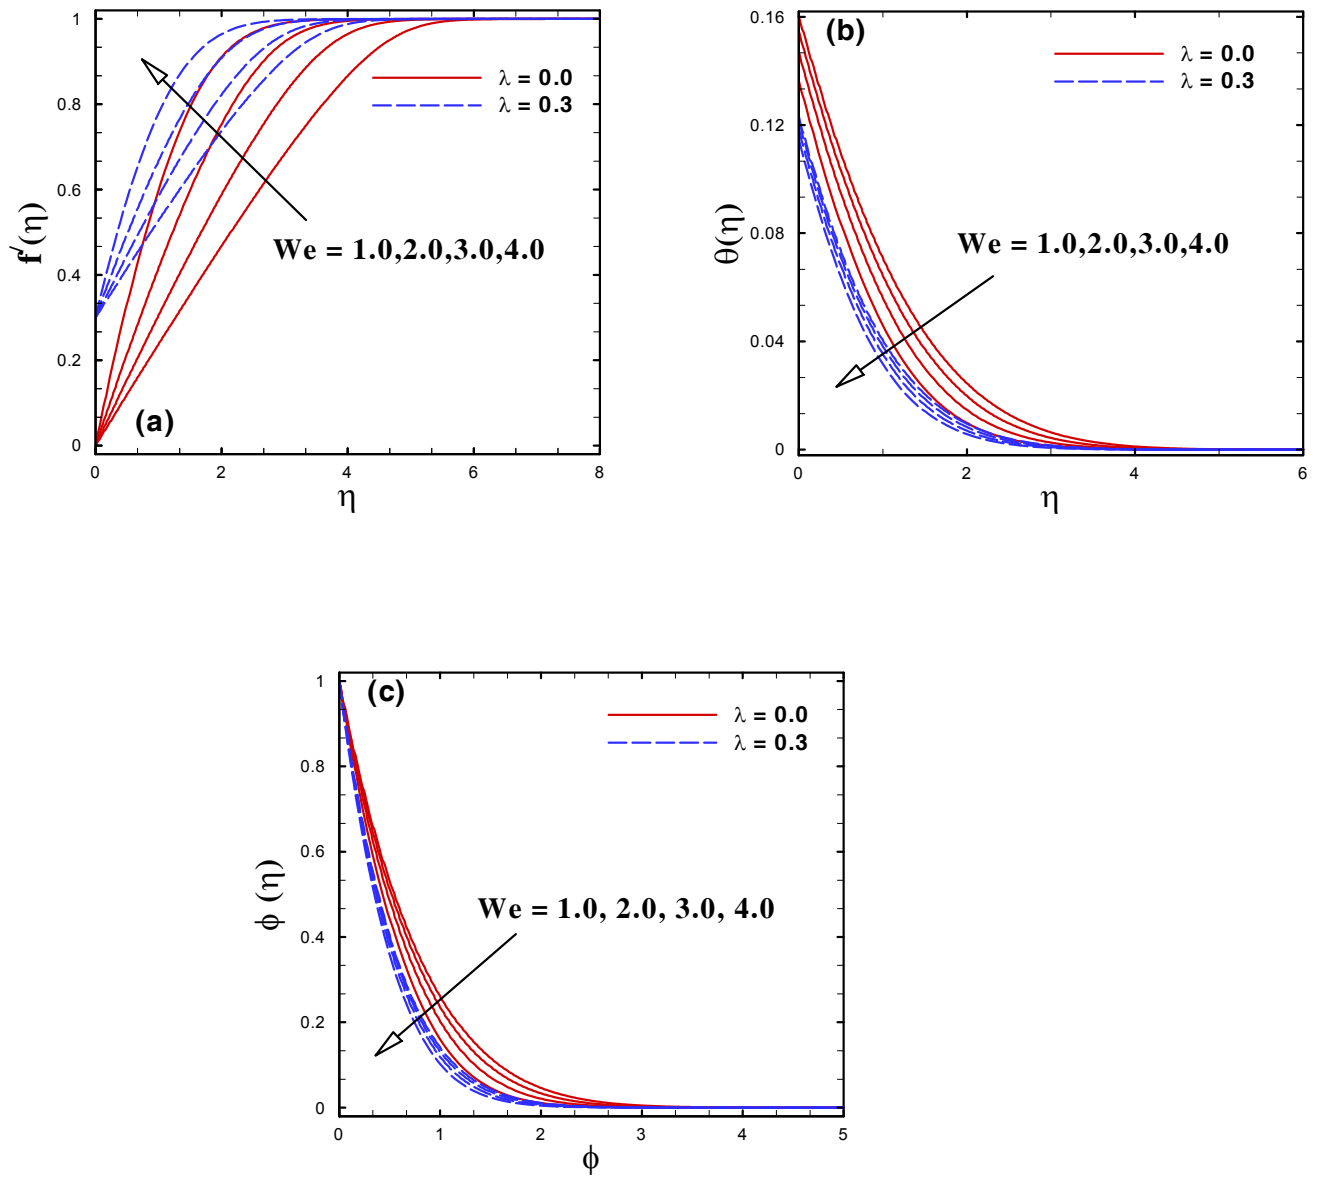 1
0.8
0.6
0.4
0.2
0
f′(η)
λ = 0.0
λ = 0.3
We = 1.0,2.0,3.0,4.0
(a)
0 2 4 6 8
η
0.16
0.12
0.08
0.04
0
θ(η)
(b)
λ = 0.0
λ = 0.3
We = 1.0,2.0,3.0,4.0
0 2 4 6
η
1
0.8
0.6
0.4
0.2
0
ϕ (η)
(c)
λ = 0.0
λ = 0.3
We = 1.0, 2.0, 3.0, 4.0
0 1 2 3 4 5
ϕ